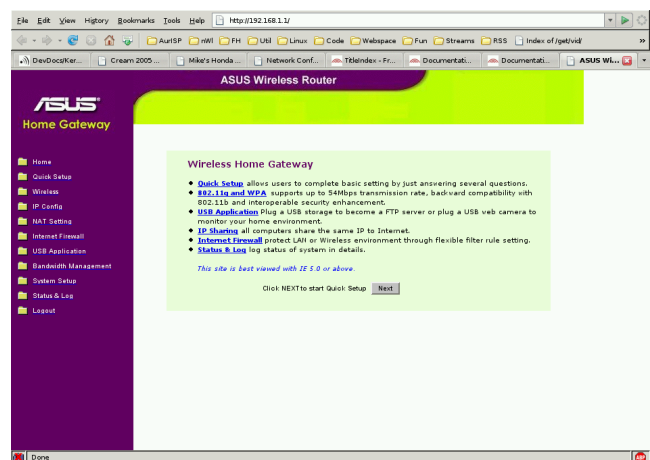 File Edit View History Bookmarks Tools Help http://192.168.1.1/
AurISP nWl FH Util Linux Code Webspace Fun Streams RSS Index of /get/vid/ »
DevDocs/Ker... Cream 2005 ... Mike's Honda ... Network Conf... TitleIndex - Fr... Documentati... Documentati... ASUS Wi...
ASUS Wireless Router
ASUS
Home Gateway
Home
Quick Setup
Wireless
IP Config
NAT Setting
Internet Firewall
USB Application
Bandwidth Management
System Setup
Status & Log
Logout
Wireless Home Gateway
Quick Setup allows users to complete basic setting by just answering several questions.
802.11g and WPA supports up to 54Mbps transmission rate, backward compatibility with
802.11b and interoperable security enhancement.
USB Application Plug a USB storage to become a FTP server or plug a USB web camera to
monitor your home environment.
IP Sharing all computers share the same IP to Internet.
Internet Firewall protect LAN or Wireless environment through flexible filter rule setting.
Status & Log log status of system in details.
This site is best viewed with IE 5.0 or above.
Click NEXT to start Quick Setup Next
Done
ABP